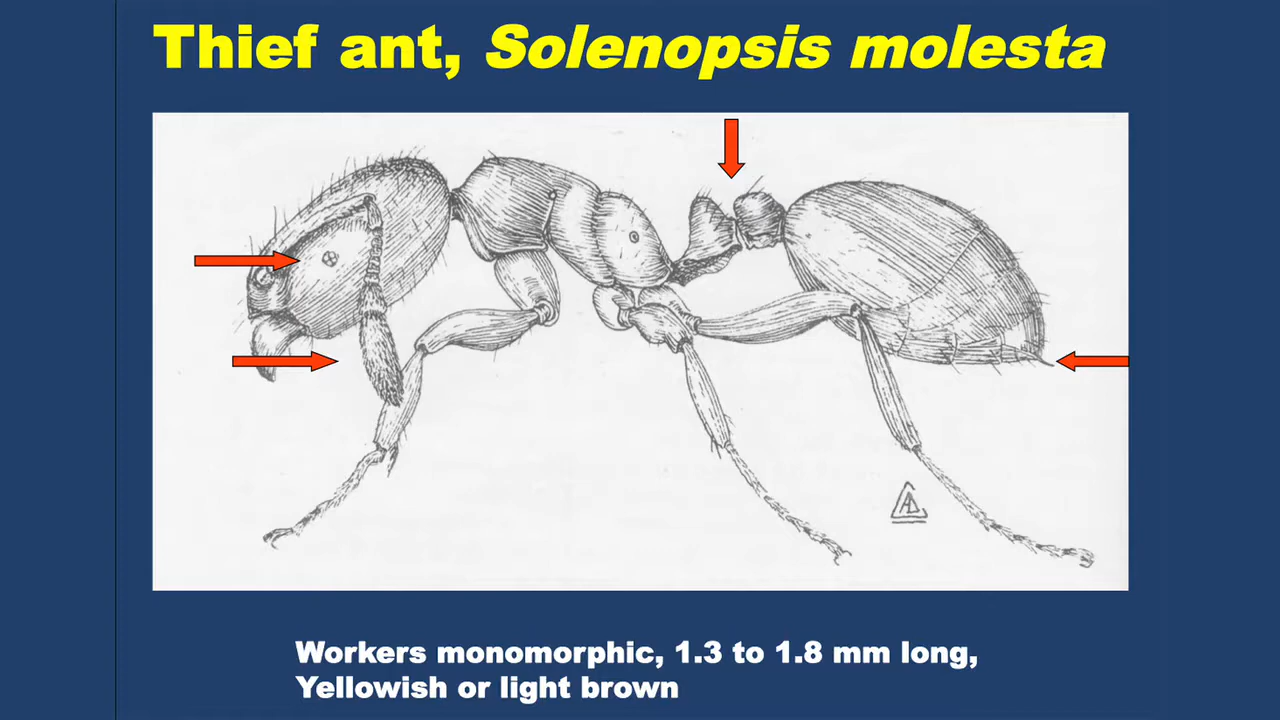 Thief ant, Solenopsis molesta
Workers monomorphic, 1.3 to 1.8 mm long,
Yellowish or light brown